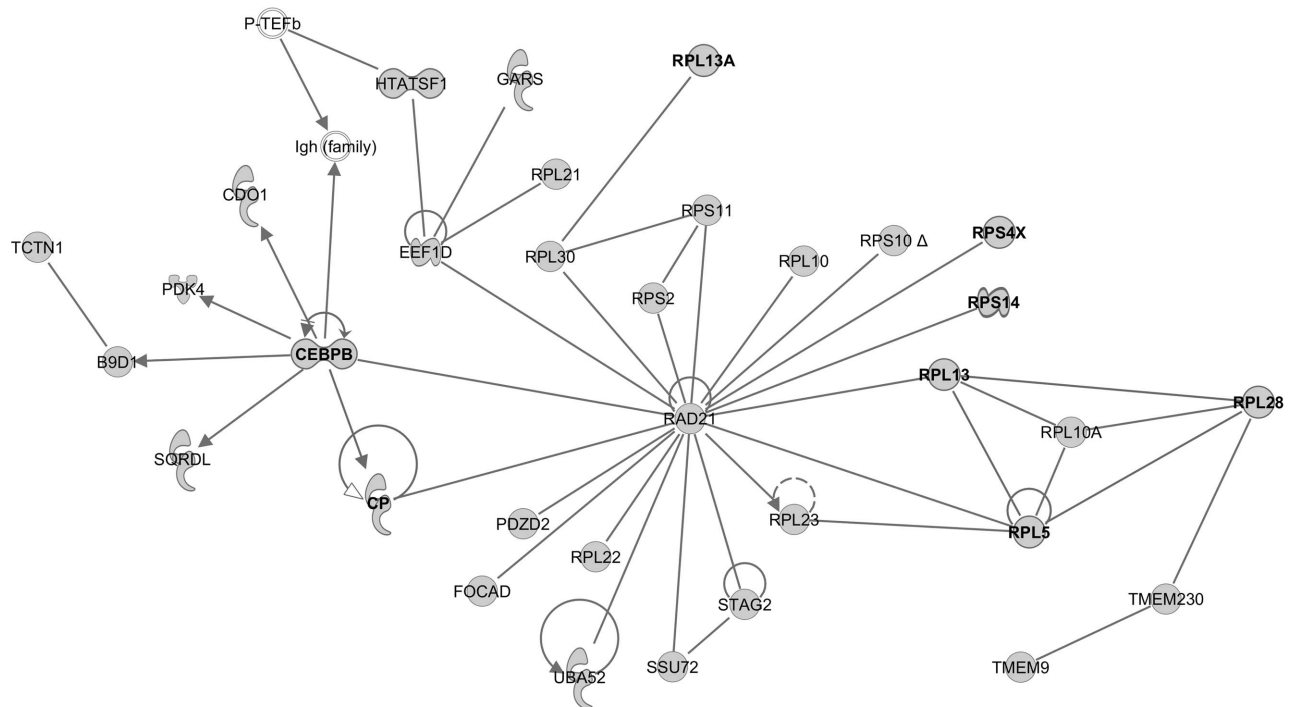 P-TEFb
RPL13A
HTATSF1
GARS
Igh (family)
RPL21
CDO1
RPS11
RPS4X
RPS10 Δ
TCTN1
EEF1D
RPL30
RPL10
PDK4
RPS2
RPS14
CEBPB
B9D1
RPL13
RPL28
RAD21
RPL10A
SQRDL
CP
PDZD2
RPL23
RPL5
RPL22
FOCAD
STAG2
TMEM230
UBA52
SSU72
TMEM9